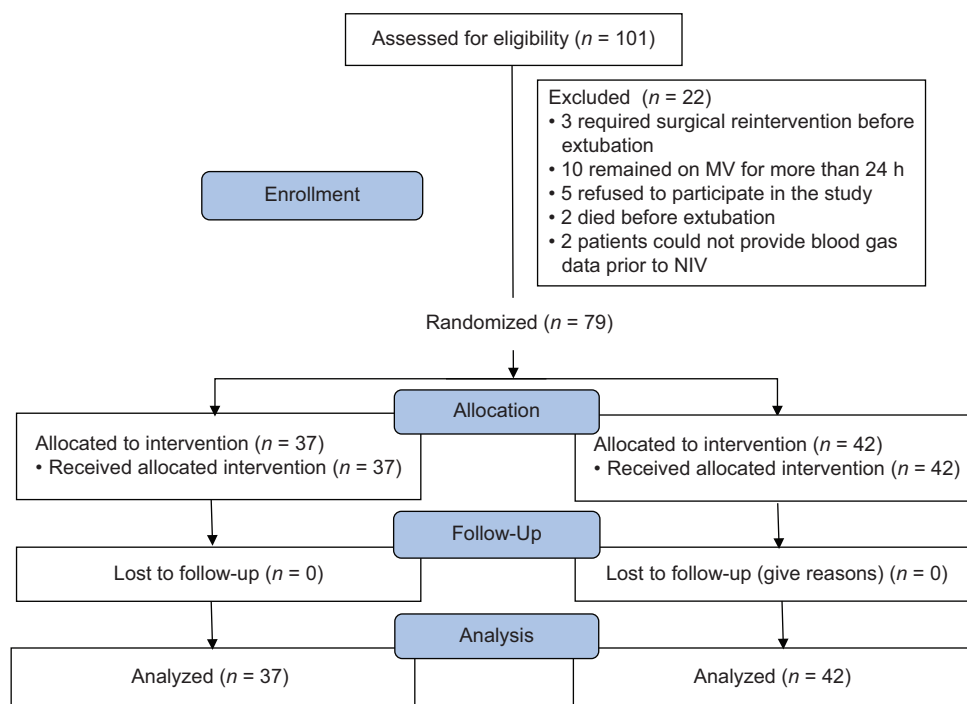 Assessed for eligibility (n = 101)
Excluded (n = 22)
• 3 required surgical reintervention before
extubation
• 10 remained on MV for more than 24 h
• 5 refused to participate in the study
• 2 died before extubation
• 2 patients could not provide blood gas
data prior to NIV
Enrollment
Randomized (n = 79)
Allocation
Allocated to intervention (n = 37)
• Received allocated intervention (n = 37)
Allocated to intervention (n = 42)
• Received allocated intervention (n = 42)
Follow-Up
Lost to follow-up (n = 0)
Lost to follow-up (give reasons) (n = 0)
Analysis
Analyzed (n = 37)
Analyzed (n = 42)